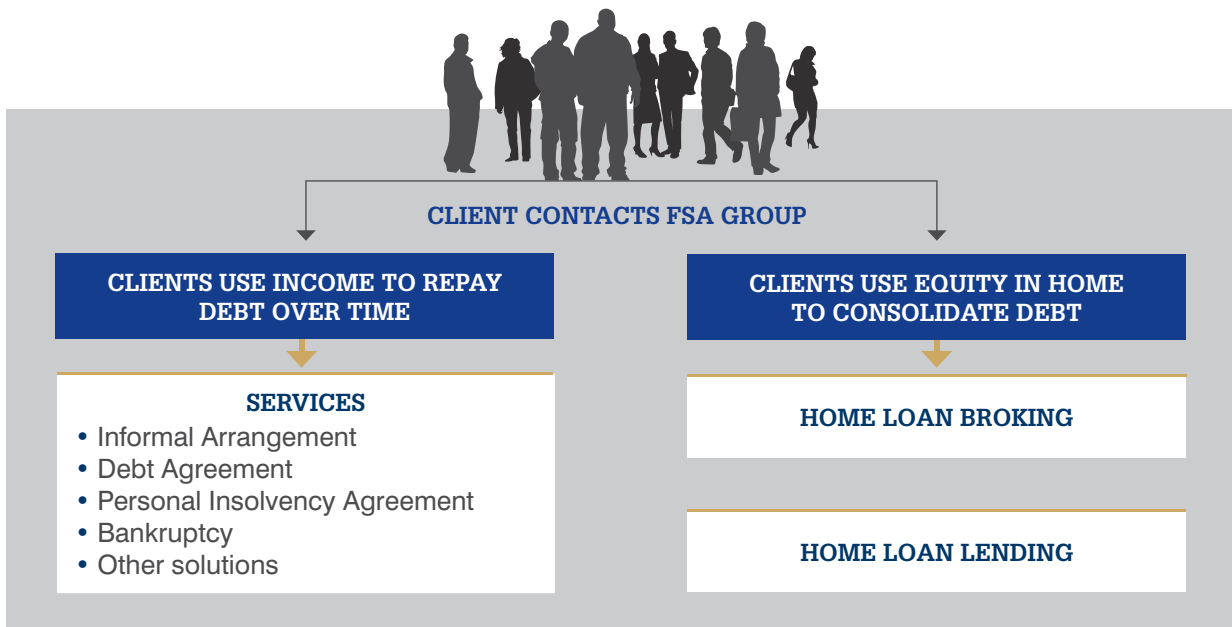 CLIENT CONTACTS FSA GROUP
CLIENTS USE INCOME TO REPAY
DEBT OVER TIME
SERVICES
• Informal Arrangement
• Debt Agreement
• Personal Insolvency Agreement
• Bankruptcy
• Other solutions
CLIENTS USE EQUITY IN HOME
TO CONSOLIDATE DEBT
HOME LOAN BROKING
HOME LOAN LENDING